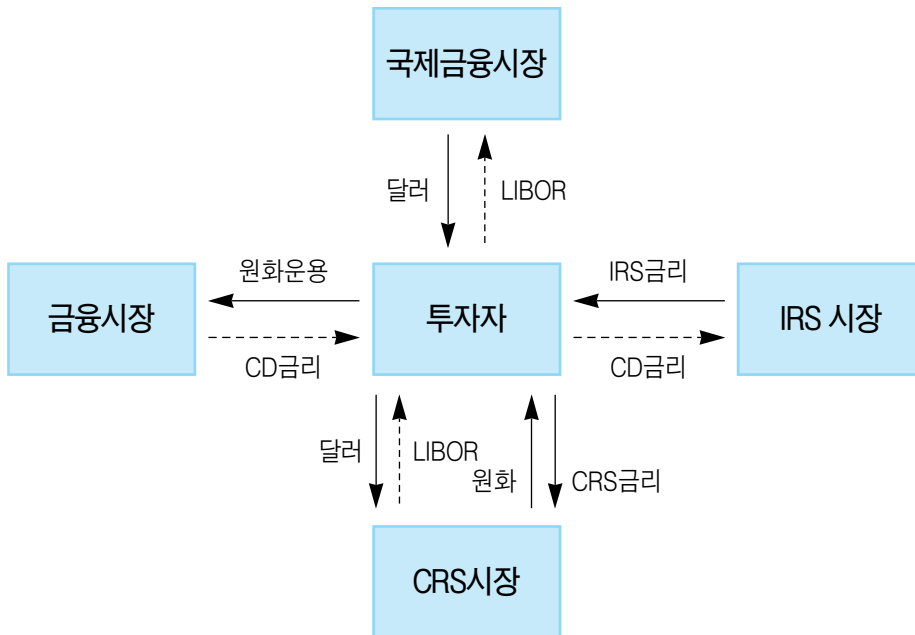 국제금융시장
달러
LIBOR
원화운용
IRS금리
금융시장
투자자
IRS 시장
CD금리
CD금리
달러
LIBOR
원화
CRS금리
CRS시장